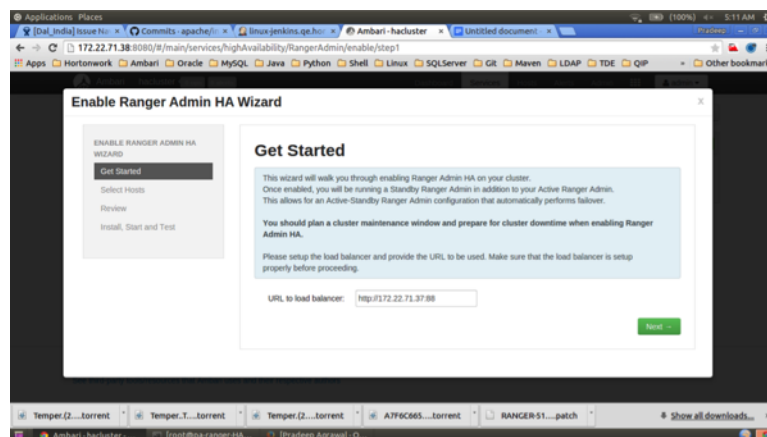 Applications Places
(100%) 5:11 AM
[Dal_India] Issue Na
Commits - apache/
linux-jenkins.qe.hor
Ambari - hacluster
Untitled document -
172.22.71.38:8080/#/main/services/highAvailability/RangerAdmin/enable/step1
Apps Hortonwork Ambari Oracle MySQL Java Python Shell Linux SQLServer Git Maven LDAP TDE QIP » Other bookmar
Enable Ranger Admin HA Wizard X
ENABLE RANGER ADMIN HA
WIZARD
Get Started
Select Hosts
Review
Install, Start and Test
Get Started
This wizard will walk you through enabling Ranger Admin HA on your cluster.
Once enabled, you will be running a Standby Ranger Admin in addition to your Active Ranger Admin.
This allows for an Active-Standby Ranger Admin configuration that automatically performs failover.
You should plan a cluster maintenance window and prepare for cluster downtime when enabling Ranger
Admin HA.
Please setup the load balancer and provide the URL to be used. Make sure that the load balancer is setup
properly before proceeding.
URL to load balancer: http://172.22.71.37:88
Next →
Temper.(2....torrent
Temper..T....torrent
Temper.(2....torrent
A7F6C665....torrent
RANGER-51....patch
Show all downloads...
Ambari - hacluster -
[root@pa-ranger-HA
[Pradeep Agrawal - O